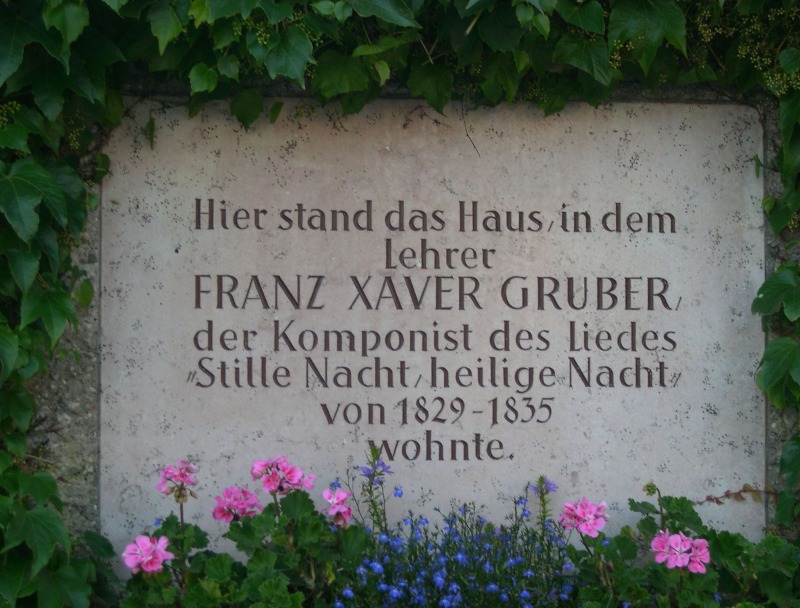 Hier stand das Haus, in dem
Lehrer
FRANZ XAVER GRUBER,
der Komponist des Liedes
"Stille Nacht, heilige Nacht"
von 1829-1835
wohnte.